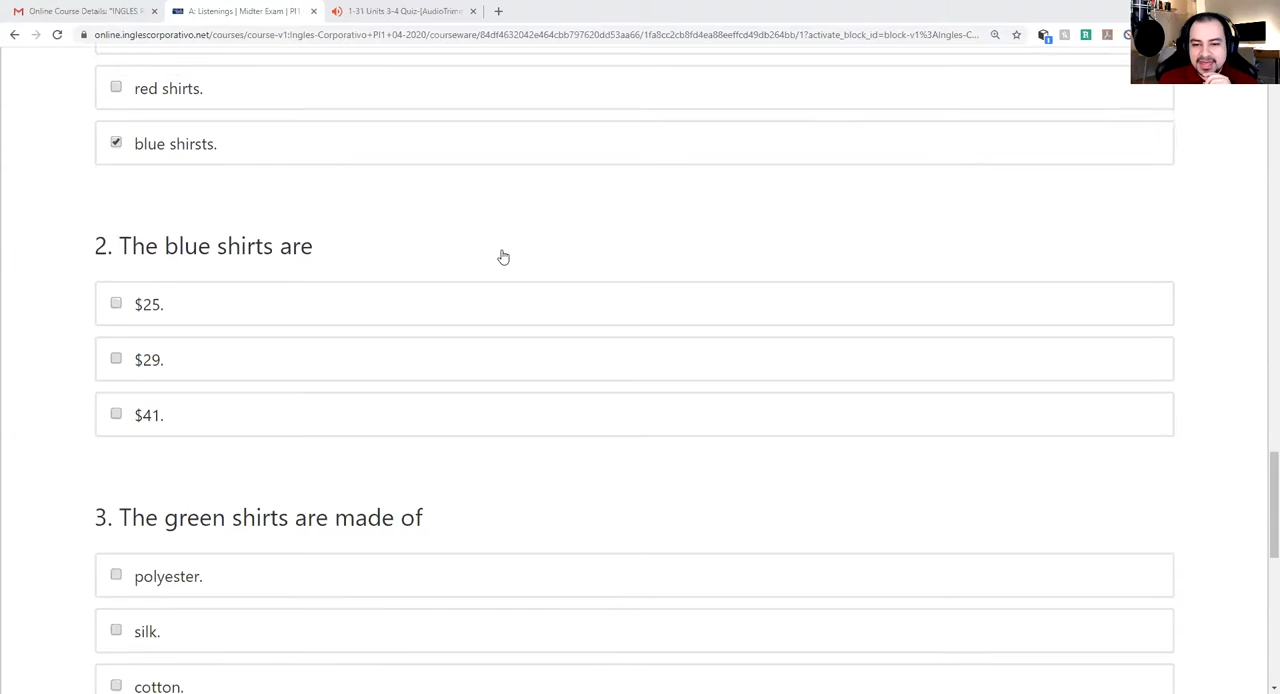 Online Course Details: "INGLES
A: Listenings | Midter Exam | PI1
1-31 Units 3-4 Quiz-[AudioTrim
online.inglescorporativo.net/courses/course-v1:Ingles-Corporativo+PI1+04-2020/courseware/84df4632042e464cbb797620dd53aa66/1fa8cc2cb8fd4ea88eeffcd49db264bb/1?activate_block_id=block-v1%3AIngles-C...
red shirts.
blue shirsts.
2. The blue shirts are
$25.
$29.
$41.
3. The green shirts are made of
polyester.
silk.
cotton.